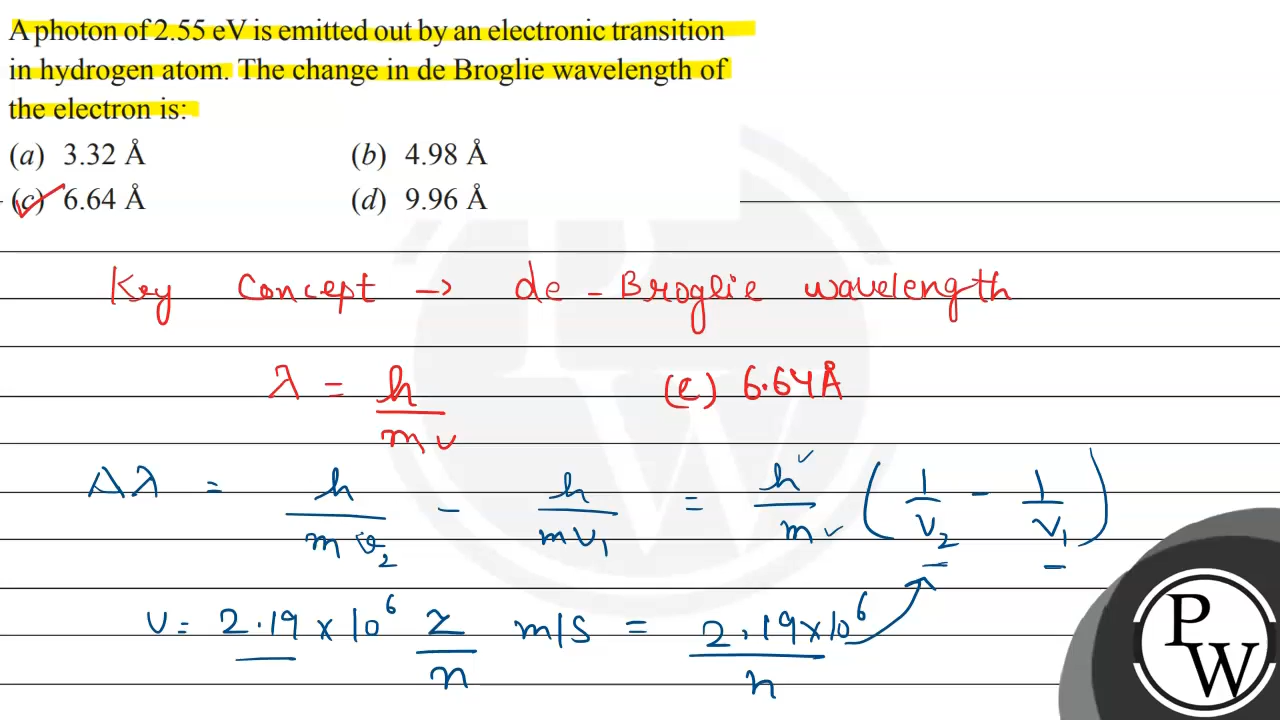 A photon of 2.55 eV is emitted out by an electronic transition
in hydrogen atom. The change in de Broglie wavelength of
the electron is:
(a) 3.32 Å (b) 4.98 Å
(c) 6.64 Å (d) 9.96 Å
Key Concept → de-Broglie wavelength
λ = h/mv (c) 6.64 Å
Δλ = h/mv₂ - h/mv₁ = h/m (1/v₂ - 1/v₁)
v = 2.19 × 10⁶ z/n m/s = 2.19×10⁶/n
P
W